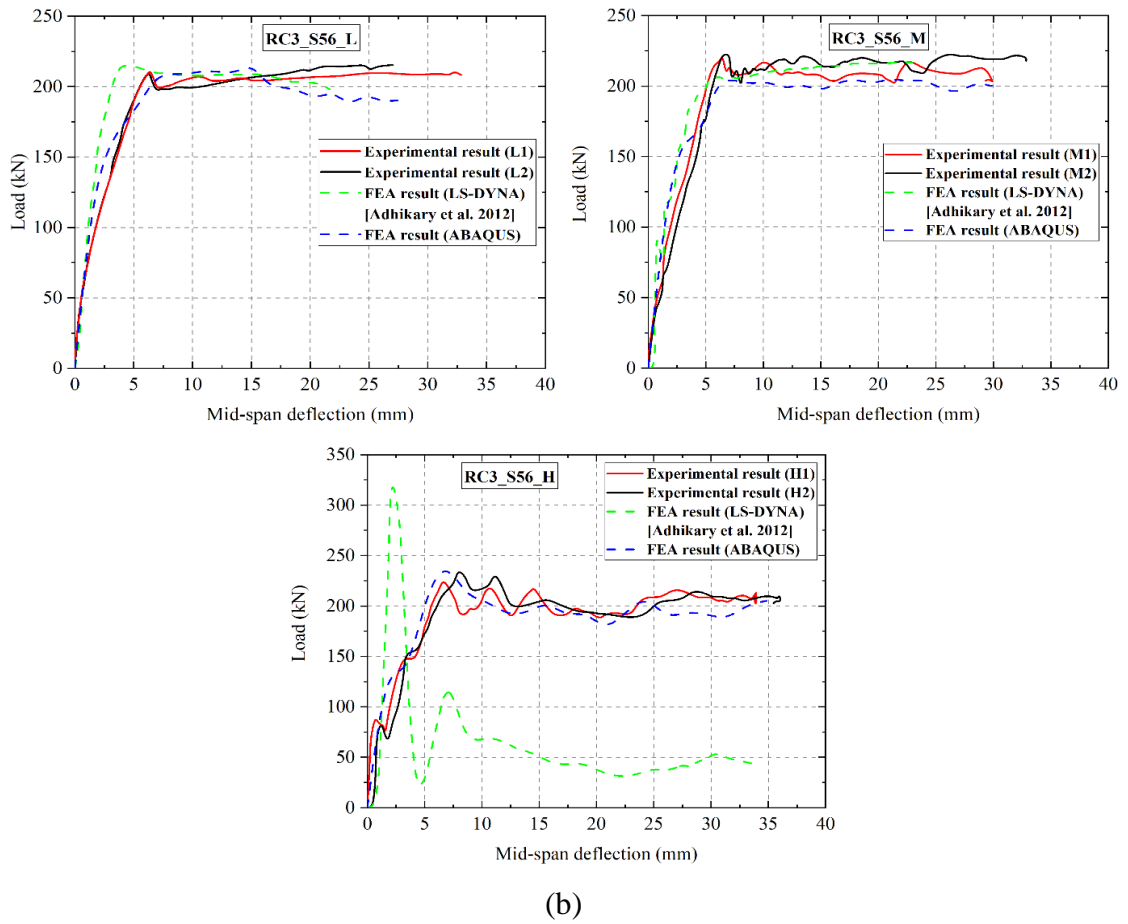 RC3_S56_L
Experimental result (L1)
Experimental result (L2)
FEA result (LS-DYNA)
[Adhikary et al. 2012]
FEA result (ABAQUS)
Load (kN)
250
200
150
100
50
0
0 5 10 15 20 25 30 35 40
Mid-span deflection (mm)
RC3_S56_M
Experimental result (M1)
Experimental result (M2)
FEA result (LS-DYNA)
[Adhikary et al. 2012]
FEA result (ABAQUS)
Load (kN)
250
200
150
100
50
0
0 5 10 15 20 25 30 35 40
Mid-span deflection (mm)
RC3_S56_H
Experimental result (H1)
Experimental result (H2)
FEA result (LS-DYNA)
[Adhikary et al. 2012]
FEA result (ABAQUS)
Load (kN)
350
300
250
200
150
100
50
0
0 5 10 15 20 25 30 35 40
Mid-span deflection (mm)
(b)